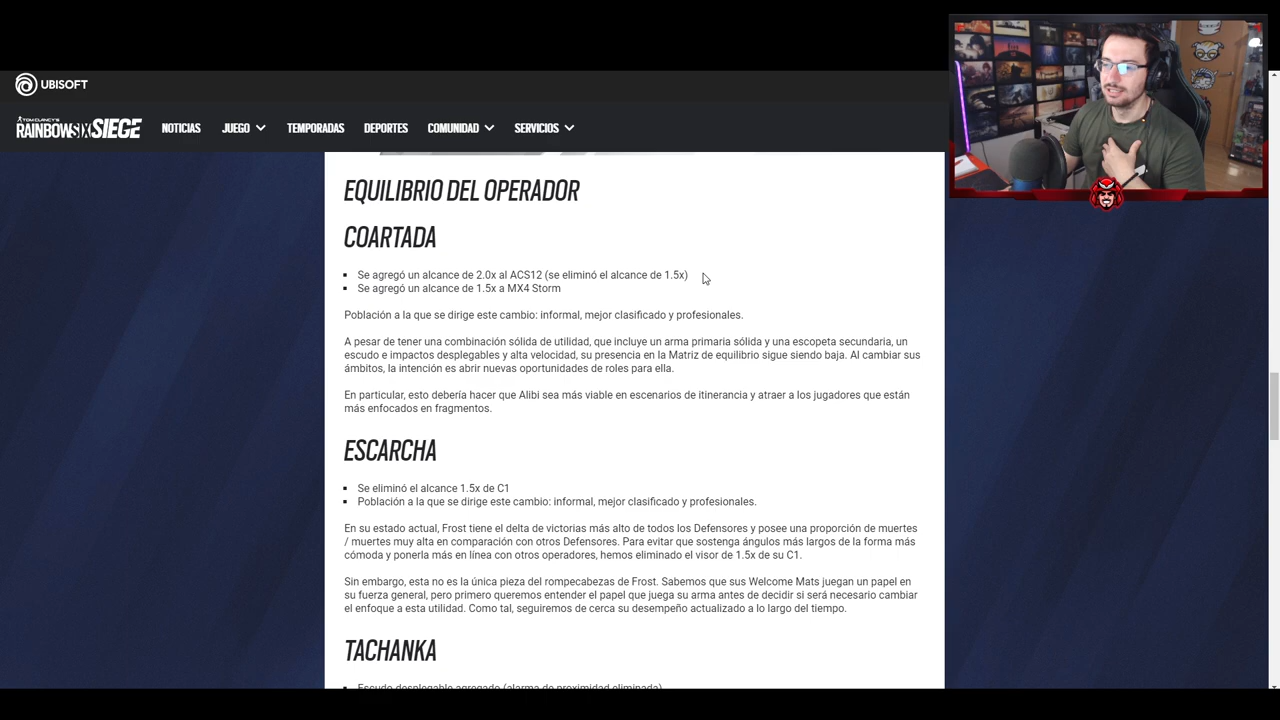 UBISOFT
TOM CLANCY'S
RAINBOWSIX SIEGE
NOTICIAS
JUEGO
TEMPORADAS
DEPORTES
COMUNIDAD
SERVICIOS
EQUILIBRIO DEL OPERADOR
COARTADA
Se agregó un alcance de 2.0x al ACS12 (se eliminó el alcance de 1.5x)
Se agregó un alcance de 1.5x a MX4 Storm
Población a la que se dirige este cambio: informal, mejor clasificado y profesionales.
A pesar de tener una combinación sólida de utilidad, que incluye un arma primaria sólida y una escopeta secundaria, un
escudo e impactos desplegables y alta velocidad, su presencia en la Matriz de equilibrio sigue siendo baja. Al cambiar sus
ámbitos, la intención es abrir nuevas oportunidades de roles para ella.
En particular, esto debería hacer que Alibi sea más viable en escenarios de itinerancia y atraer a los jugadores que están
más enfocados en fragmentos.
ESCARCHA
Se eliminó el alcance 1.5x de C1
Población a la que se dirige este cambio: informal, mejor clasificado y profesionales.
En su estado actual, Frost tiene el delta de victorias más alto de todos los Defensores y posee una proporción de muertes
/ muertes muy alta en comparación con otros Defensores. Para evitar que sostenga ángulos más largos de la forma más
cómoda y ponerla más en línea con otros operadores, hemos eliminado el visor de 1.5x de su C1.
Sin embargo, esta no es la única pieza del rompecabezas de Frost. Sabemos que sus Welcome Mats juegan un papel en
su fuerza general, pero primero queremos entender el papel que juega su arma antes de decidir si será necesario cambiar
el enfoque a esta utilidad. Como tal, seguiremos de cerca su desempeño actualizado a lo largo del tiempo.
TACHANKA
Escudo desplegable agregado (alarma de proximidad eliminada)